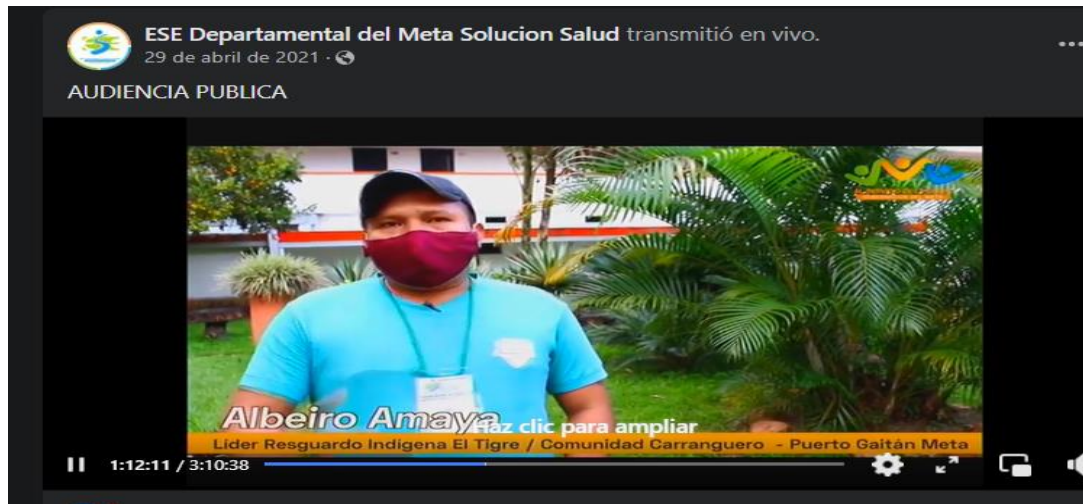 ESE Departamental del Meta Solucion Salud transmitió en vivo.
29 de abril de 2021 ·
AUDIENCIA PUBLICA
Albeiro Amaya
Haz clic para ampliar
Líder Resguardo Indígena El Tigre / Comunidad Carranguero - Puerto Gaitán Meta
1:12:11 / 3:10:38